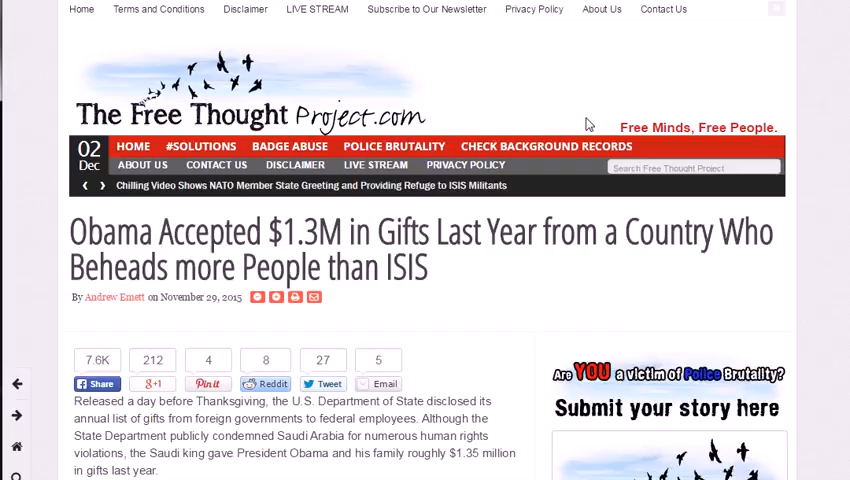 Home Terms and Conditions Disclaimer LIVE STREAM Subscribe to Our Newsletter Privacy Policy About Us Contact Us
The Free Thought Project.com
Free Minds, Free People.
02 Dec
HOME #SOLUTIONS BADGE ABUSE POLICE BRUTALITY CHECK BACKGROUND RECORDS
ABOUT US CONTACT US DISCLAIMER LIVE STREAM PRIVACY POLICY
Search Free Thought Project
Chilling Video Shows NATO Member State Greeting and Providing Refuge to ISIS Militants
Obama Accepted $1.3M in Gifts Last Year from a Country Who
Beheads more People than ISIS
By Andrew Emett on November 29, 2015
7.6K 212 4 8 27 5
Share g+1 Pin it Reddit Tweet Email
Released a day before Thanksgiving, the U.S. Department of State disclosed its
annual list of gifts from foreign governments to federal employees. Although the
State Department publicly condemned Saudi Arabia for numerous human rights
violations, the Saudi king gave President Obama and his family roughly $1.35 million
in gifts last year.
Are YOU a victim of Police Brutality?
Submit your story here